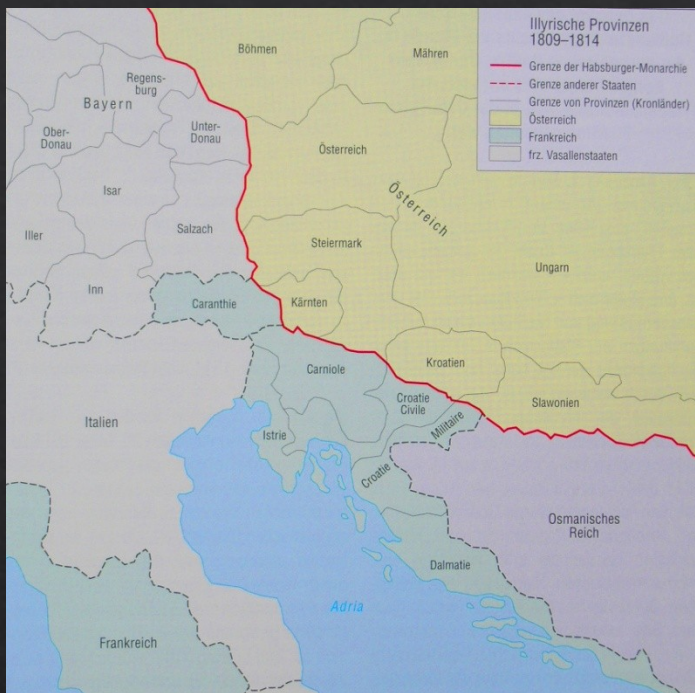 Illyrische Provinzen
1809–1814
Grenze der Habsburger-Monarchie
Grenze anderer Staaten
Grenze von Provinzen (Kronländer)
Österreich
Frankreich
frz. Vasallenstaaten
Böhmen
Mähren
Regens-
burg
Bayern
Ober-
Donau
Unter-
Donau
Österreich
Isar
Österreich
Iller
Salzach
Steiermark
Ungarn
Inn
Caranthie
Kärnten
Carniole
Kroatien
Croatie
Civile
Slawonien
Italien
Istrie
Militaire
Croatie
Osmanisches
Reich
Dalmatie
Adria
Frankreich